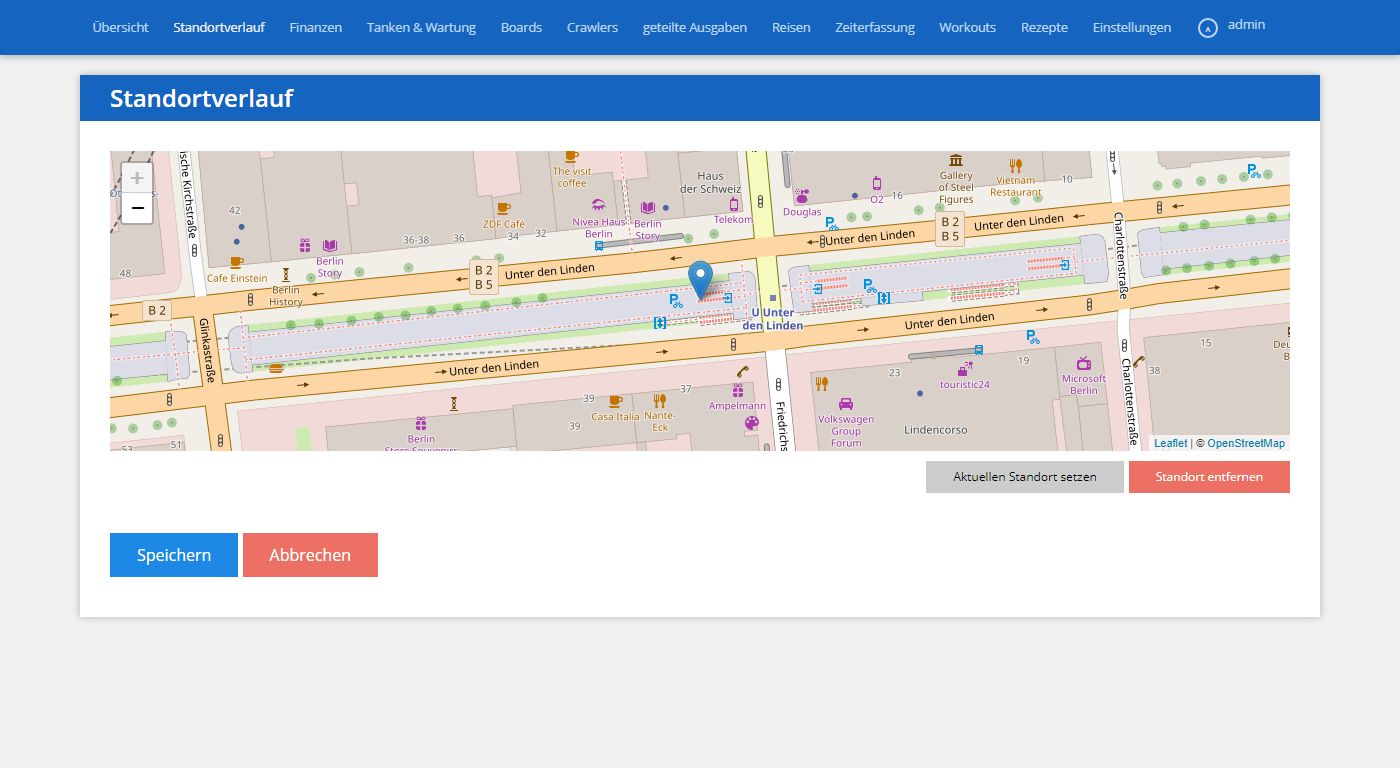 Übersicht Standortverlauf Finanzen Tanken & Wartung Boards Crawlers geteilte Ausgaben Reisen Zeiterfassung Workouts Rezepte Einstellungen A admin
Standortverlauf
+
−
ische Kirchstraße
The visit
coffee
Haus
der Schweiz
Gallery
of Steel
Figures
Vietnam
Restaurant
10
42
ZDF Café
Nivea Haus
Berlin
Berlin
Story
Telekom
Douglas
O2
16
36-38
36
34
32
Unter den Linden
B 2
B 5
Unter den Linden
Charlottenstraße
48
Cafe Einstein
Berlin
Story
Berlin
History
B 2
B 5
Unter den Linden
B 2
Glinkastraße
U Unter
den Linden
Unter den Linden
Unter den Linden
23
touristic24
19
Microsoft
Berlin
38
15
Charlottenstraße
39
Casa Italia
Nante-
Eck
37
Ampelmann
Friedrichs
Volkswagen
Group
Forum
Lindencorso
39
Berlin
Store Souvenirs
53
51
Leaflet | © OpenStreetMap
Aktuellen Standort setzen Standort entfernen
Speichern Abbrechen